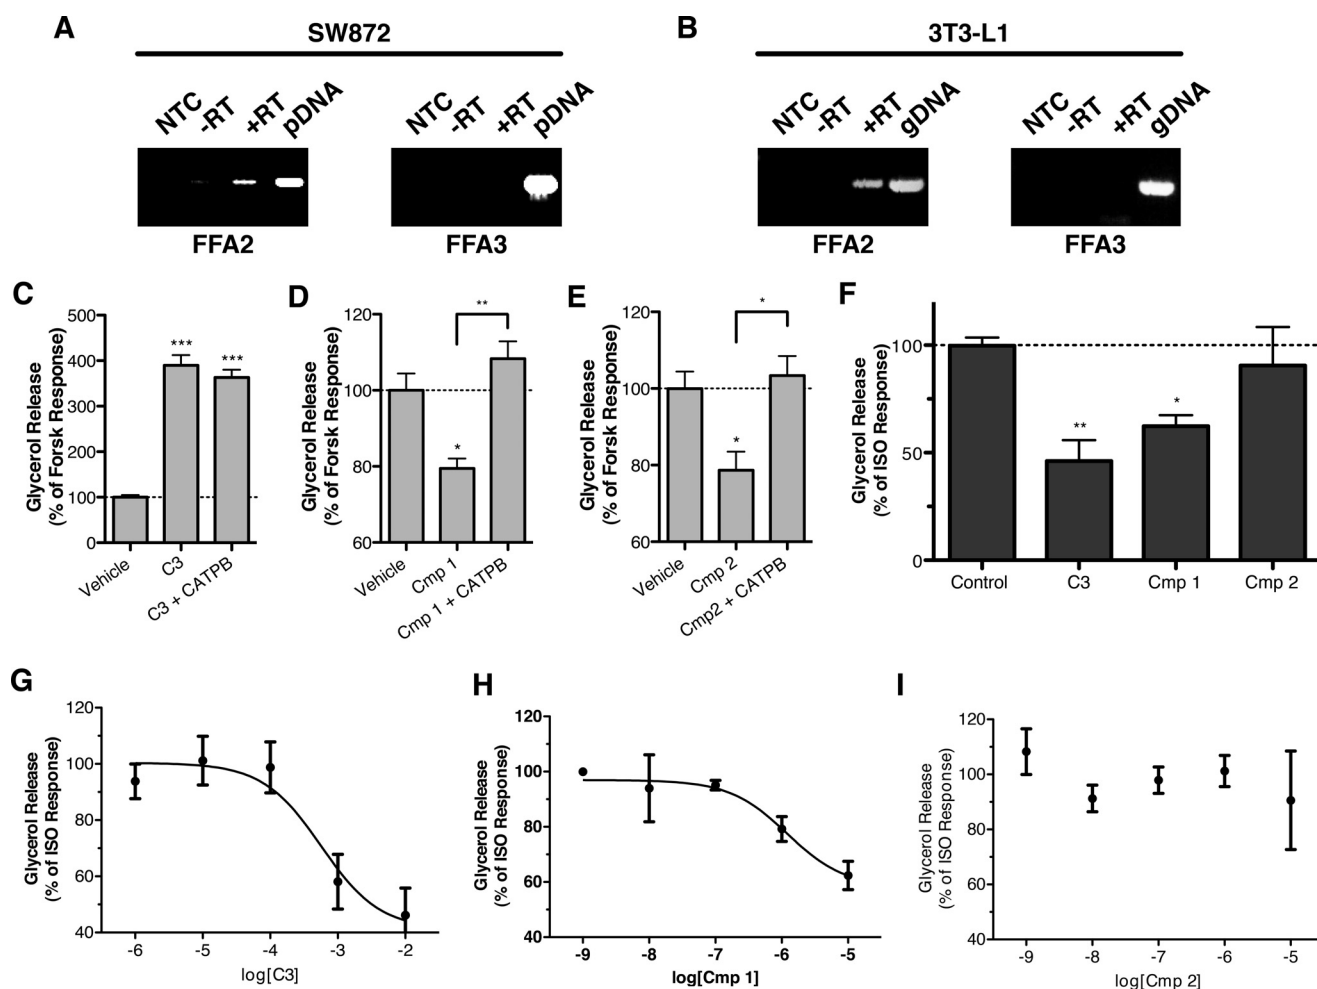 A
SW872
NTC -RT +RT pDNA
NTC -RT +RT pDNA
FFA2
FFA3
B
3T3-L1
NTC -RT +RT gDNA
NTC -RT +RT gDNA
FFA2
FFA3
C
Glycerol Release
(% of Forsk Response)
500
400
300
200
100
0
***
***
Vehicle
C3
C3 + CATPB
D
Glycerol Release
(% of Forsk Response)
120
100
80
60
**
*
Vehicle
Cmp 1
Cmp 1 + CATPB
E
Glycerol Release
(% of Forsk Response)
120
100
80
60
*
*
Vehicle
Cmp 2
Cmp2 + CATPB
F
Glycerol Release
(% of ISO Response)
100
50
0
**
*
Control
C3
Cmp 1
Cmp 2
G
Glycerol Release
(% of ISO Response)
120
100
80
60
40
-6 -5 -4 -3 -2
log[C3]
H
Glycerol Release
(% of ISO Response)
120
100
80
60
40
-9 -8 -7 -6 -5
log[Cmp 1]
I
Glycerol Release
(% of ISO Response)
120
100
80
60
40
-9 -8 -7 -6 -5
log[Cmp 2]